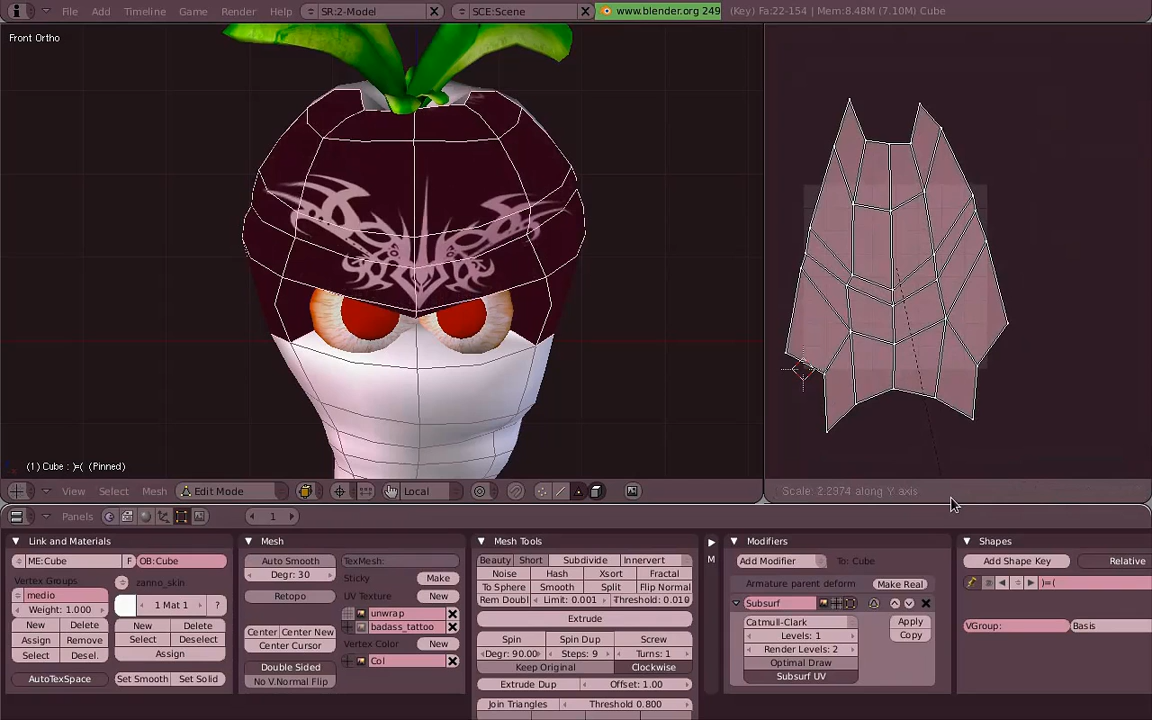 File Add Timeline Game Render Help SR:2-Model SCE:Scene www.blender.org 249 (Key) Fa:22-154 | Mem:8.48M (7.10M) Cube
Front Ortho
(1) Cube : )=( (Pinned)
View Select Mesh Edit Mode Local Scale: 2.2974 along Y axis
Panels 1
Link and Materials
ME:Cube F OB:Cube
Vertex Groups zanno_skin
medio
Weight: 1.000 1 Mat 1 ?
New Delete New Delete
Assign Remove Select Deselect
Select Desel. Assign
AutoTexSpace Set Smooth Set Solid
Mesh
Auto Smooth TexMesh:
Degr: 30 Sticky Make
Retopo UV Texture New
unwrap
Center Center New badass_tattoo
Center Cursor Vertex Color New
Double Sided Col
No V.Normal Flip
Mesh Tools
Beauty Short Subdivide Innervert
Noise Hash Xsort Fractal
To Sphere Smooth Split Flip Normal
Rem Doubl Limit: 0.001 Threshold: 0.010
Extrude
Spin Spin Dup Screw
Degr: 90.00 Steps: 9 Turns: 1
Keep Original Clockwise
Extrude Dup Offset: 1.00
Join Triangles Threshold 0.800
M
Modifiers
Add Modifier To: Cube
Armature parent deform Make Real
Subsurf
Catmull-Clark Apply
Levels: 1 Copy
Render Levels: 2
Optimal Draw
Subsurf UV
Shapes
Add Shape Key Relative
)=(
VGroup: Basis